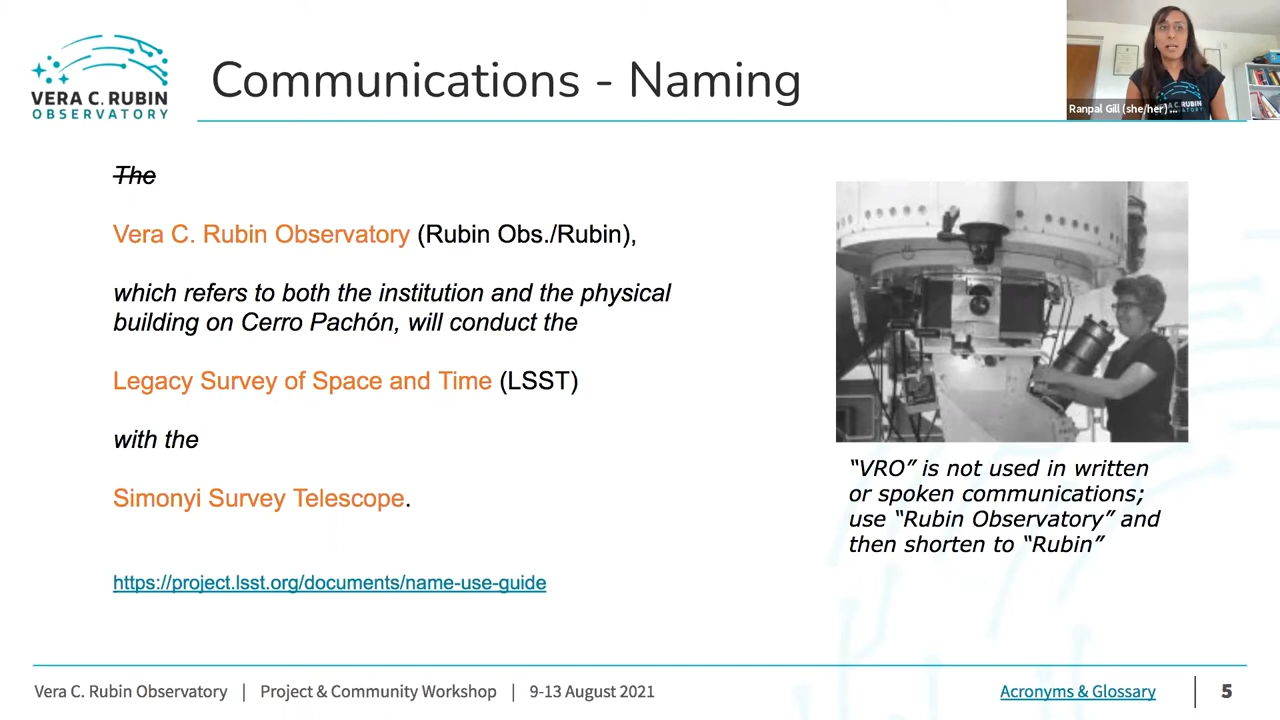 VERA C. RUBIN
OBSERVATORY
Communications - Naming
Ranpal Gill (she/her) ...
C. RUBIN
The
Vera C. Rubin Observatory (Rubin Obs./Rubin),
which refers to both the institution and the physical
building on Cerro Pachón, will conduct the
Legacy Survey of Space and Time (LSST)
with the
Simonyi Survey Telescope.
https://project.lsst.org/documents/name-use-guide
“VRO” is not used in written
or spoken communications;
use “Rubin Observatory” and
then shorten to “Rubin”
Vera C. Rubin Observatory | Project & Community Workshop | 9-13 August 2021
Acronyms & Glossary | 5